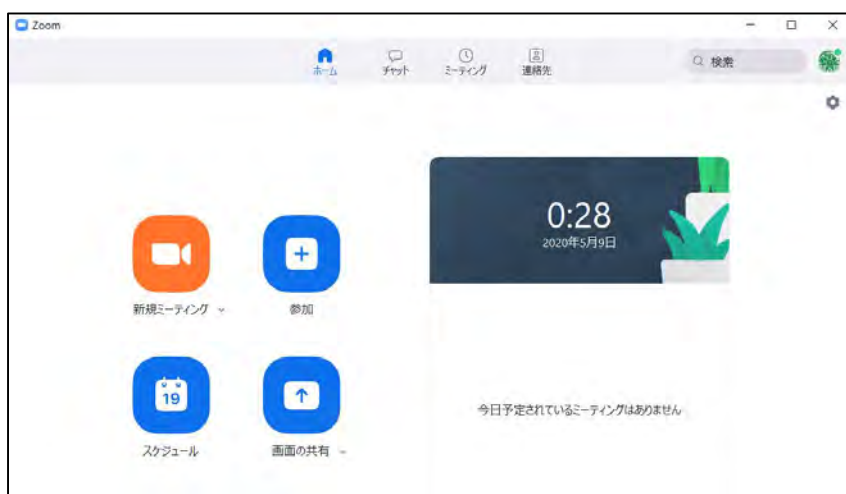 Zoom
ホーム
チャット
ミーティング
連絡先
検索
0:28
2020年5月9日
新規ミーティング
参加
19
スケジュール
画面の共有
今日予定されているミーティングはありません